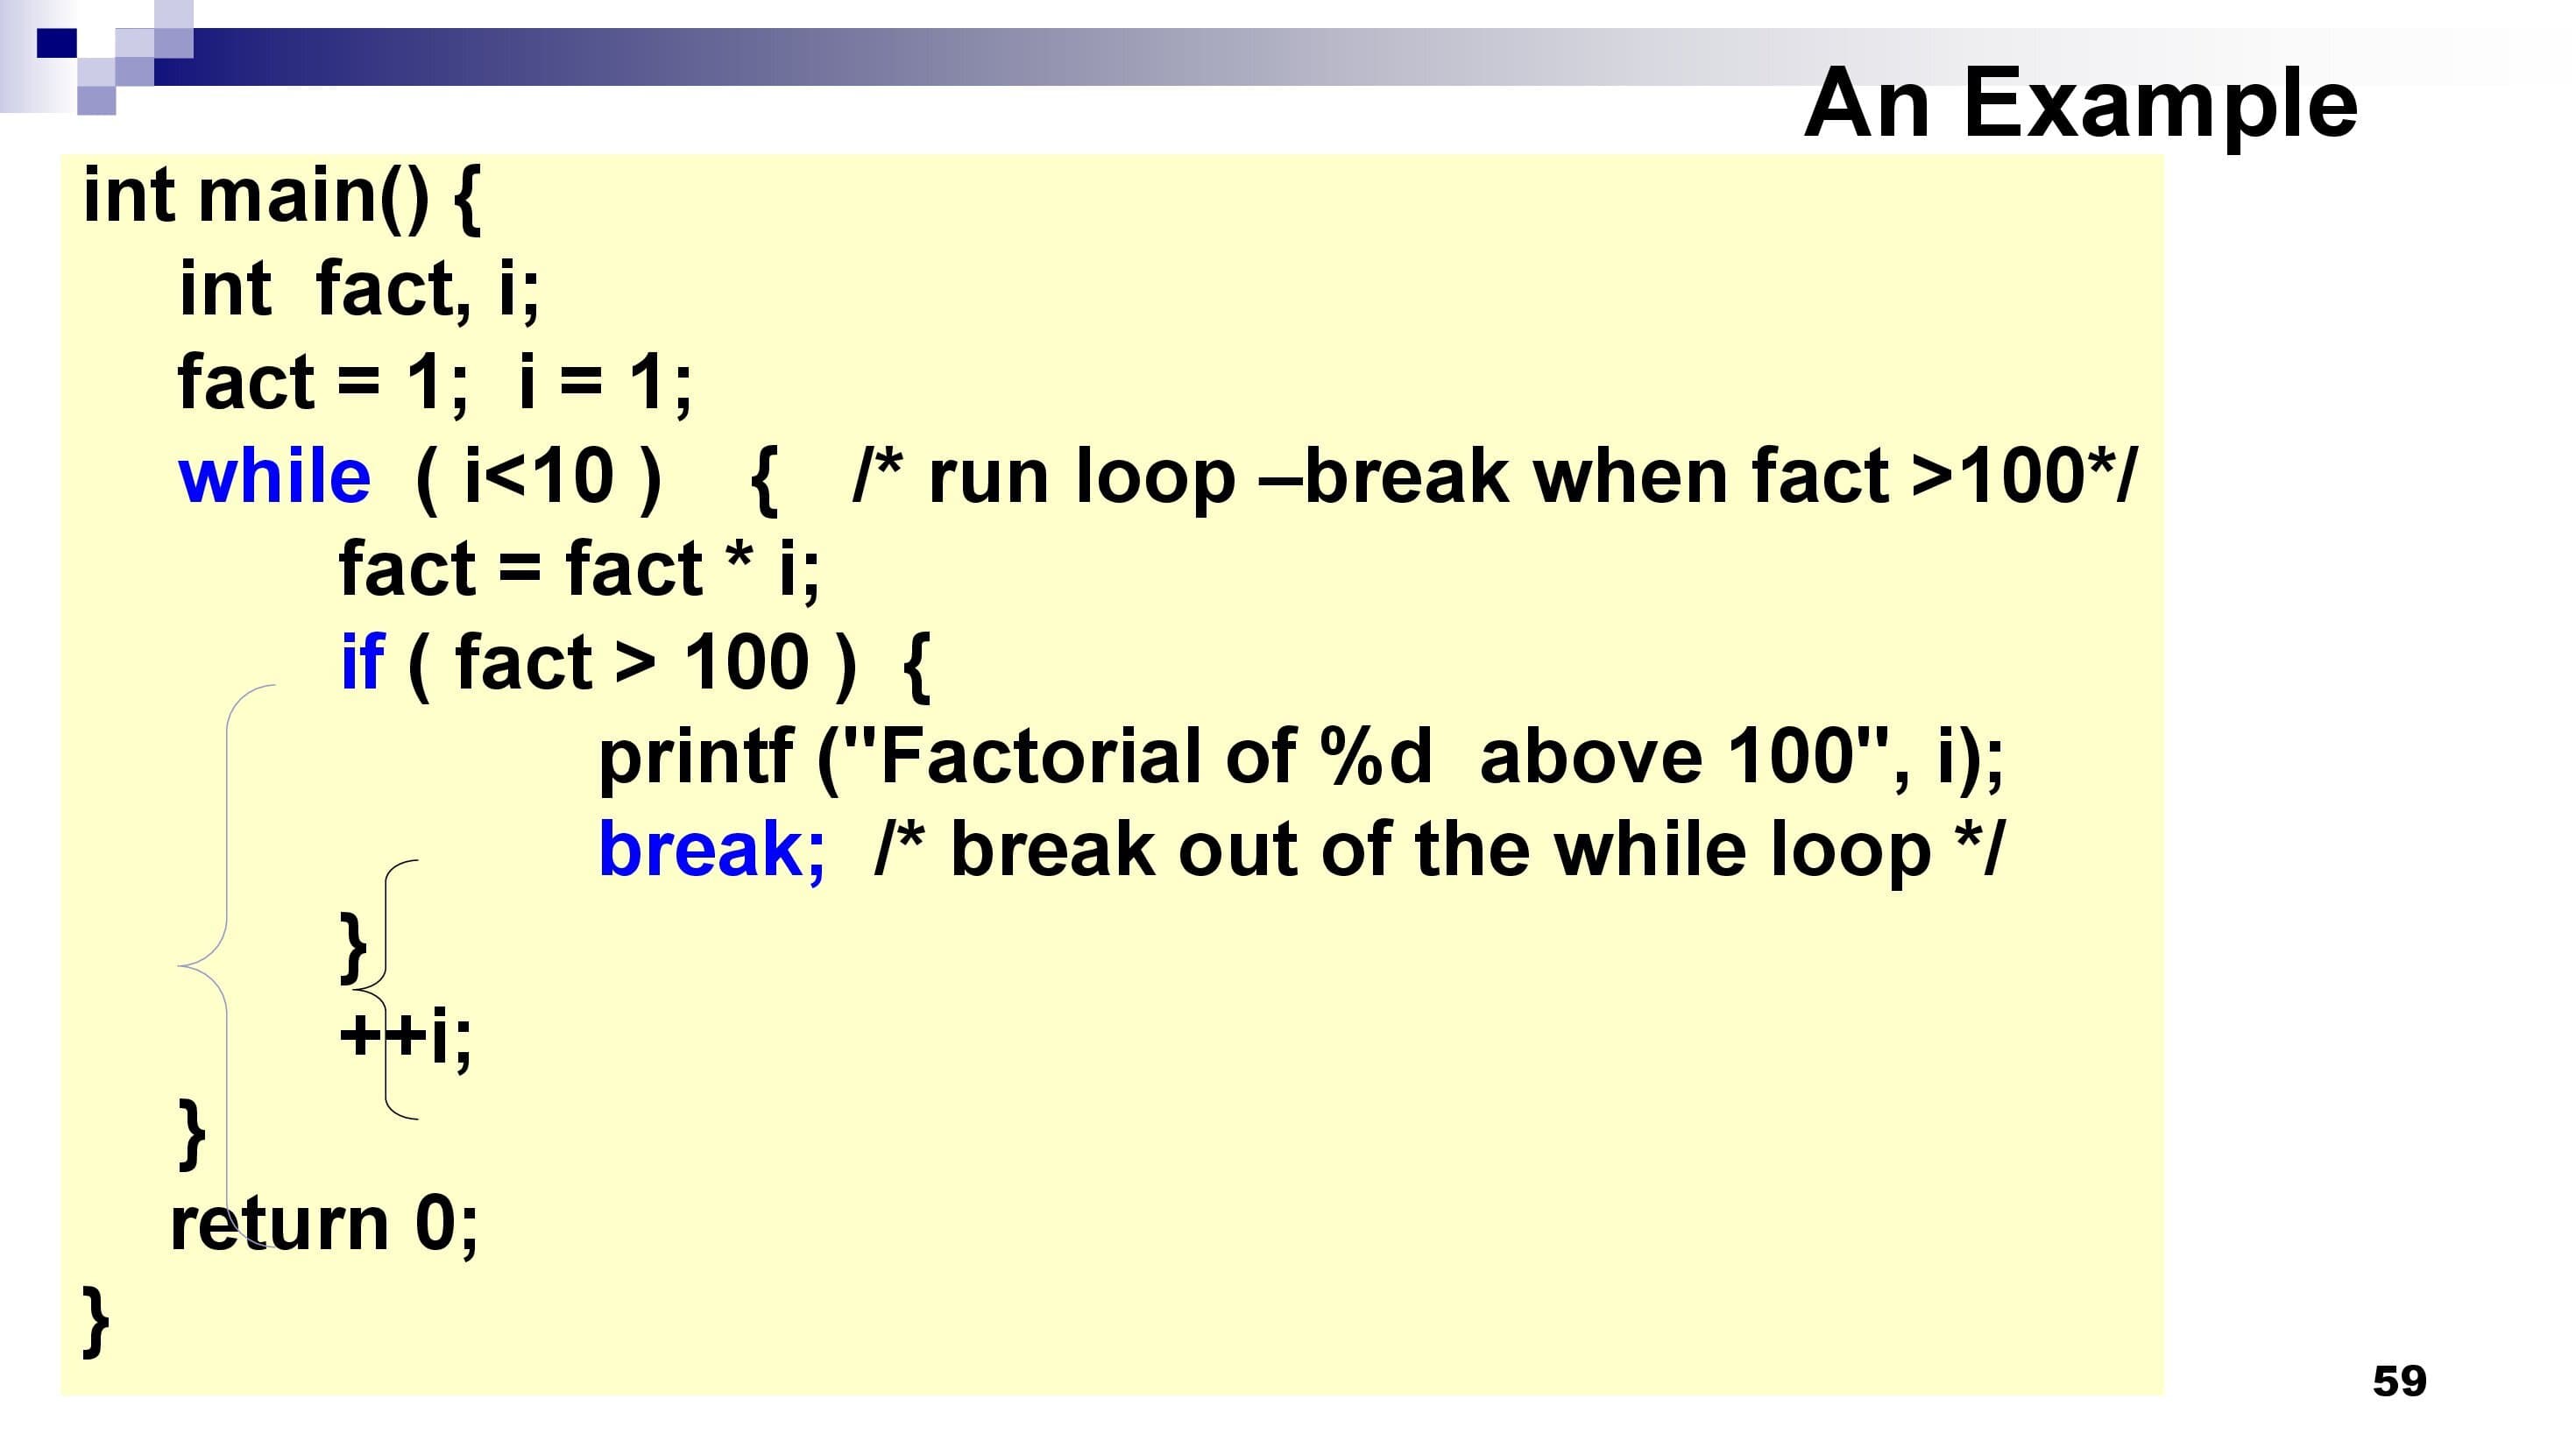 An Example
int main() {
int  fact, i;
fact = 1;  i = 1;
while  ( i<10 )    {   /* run loop –break when fact >100*/
fact = fact * i;
if ( fact > 100 )  {
printf ("Factorial of %d  above 100", i);
break;  /* break out of the while loop */
}
++i;
}
return 0;
}
59